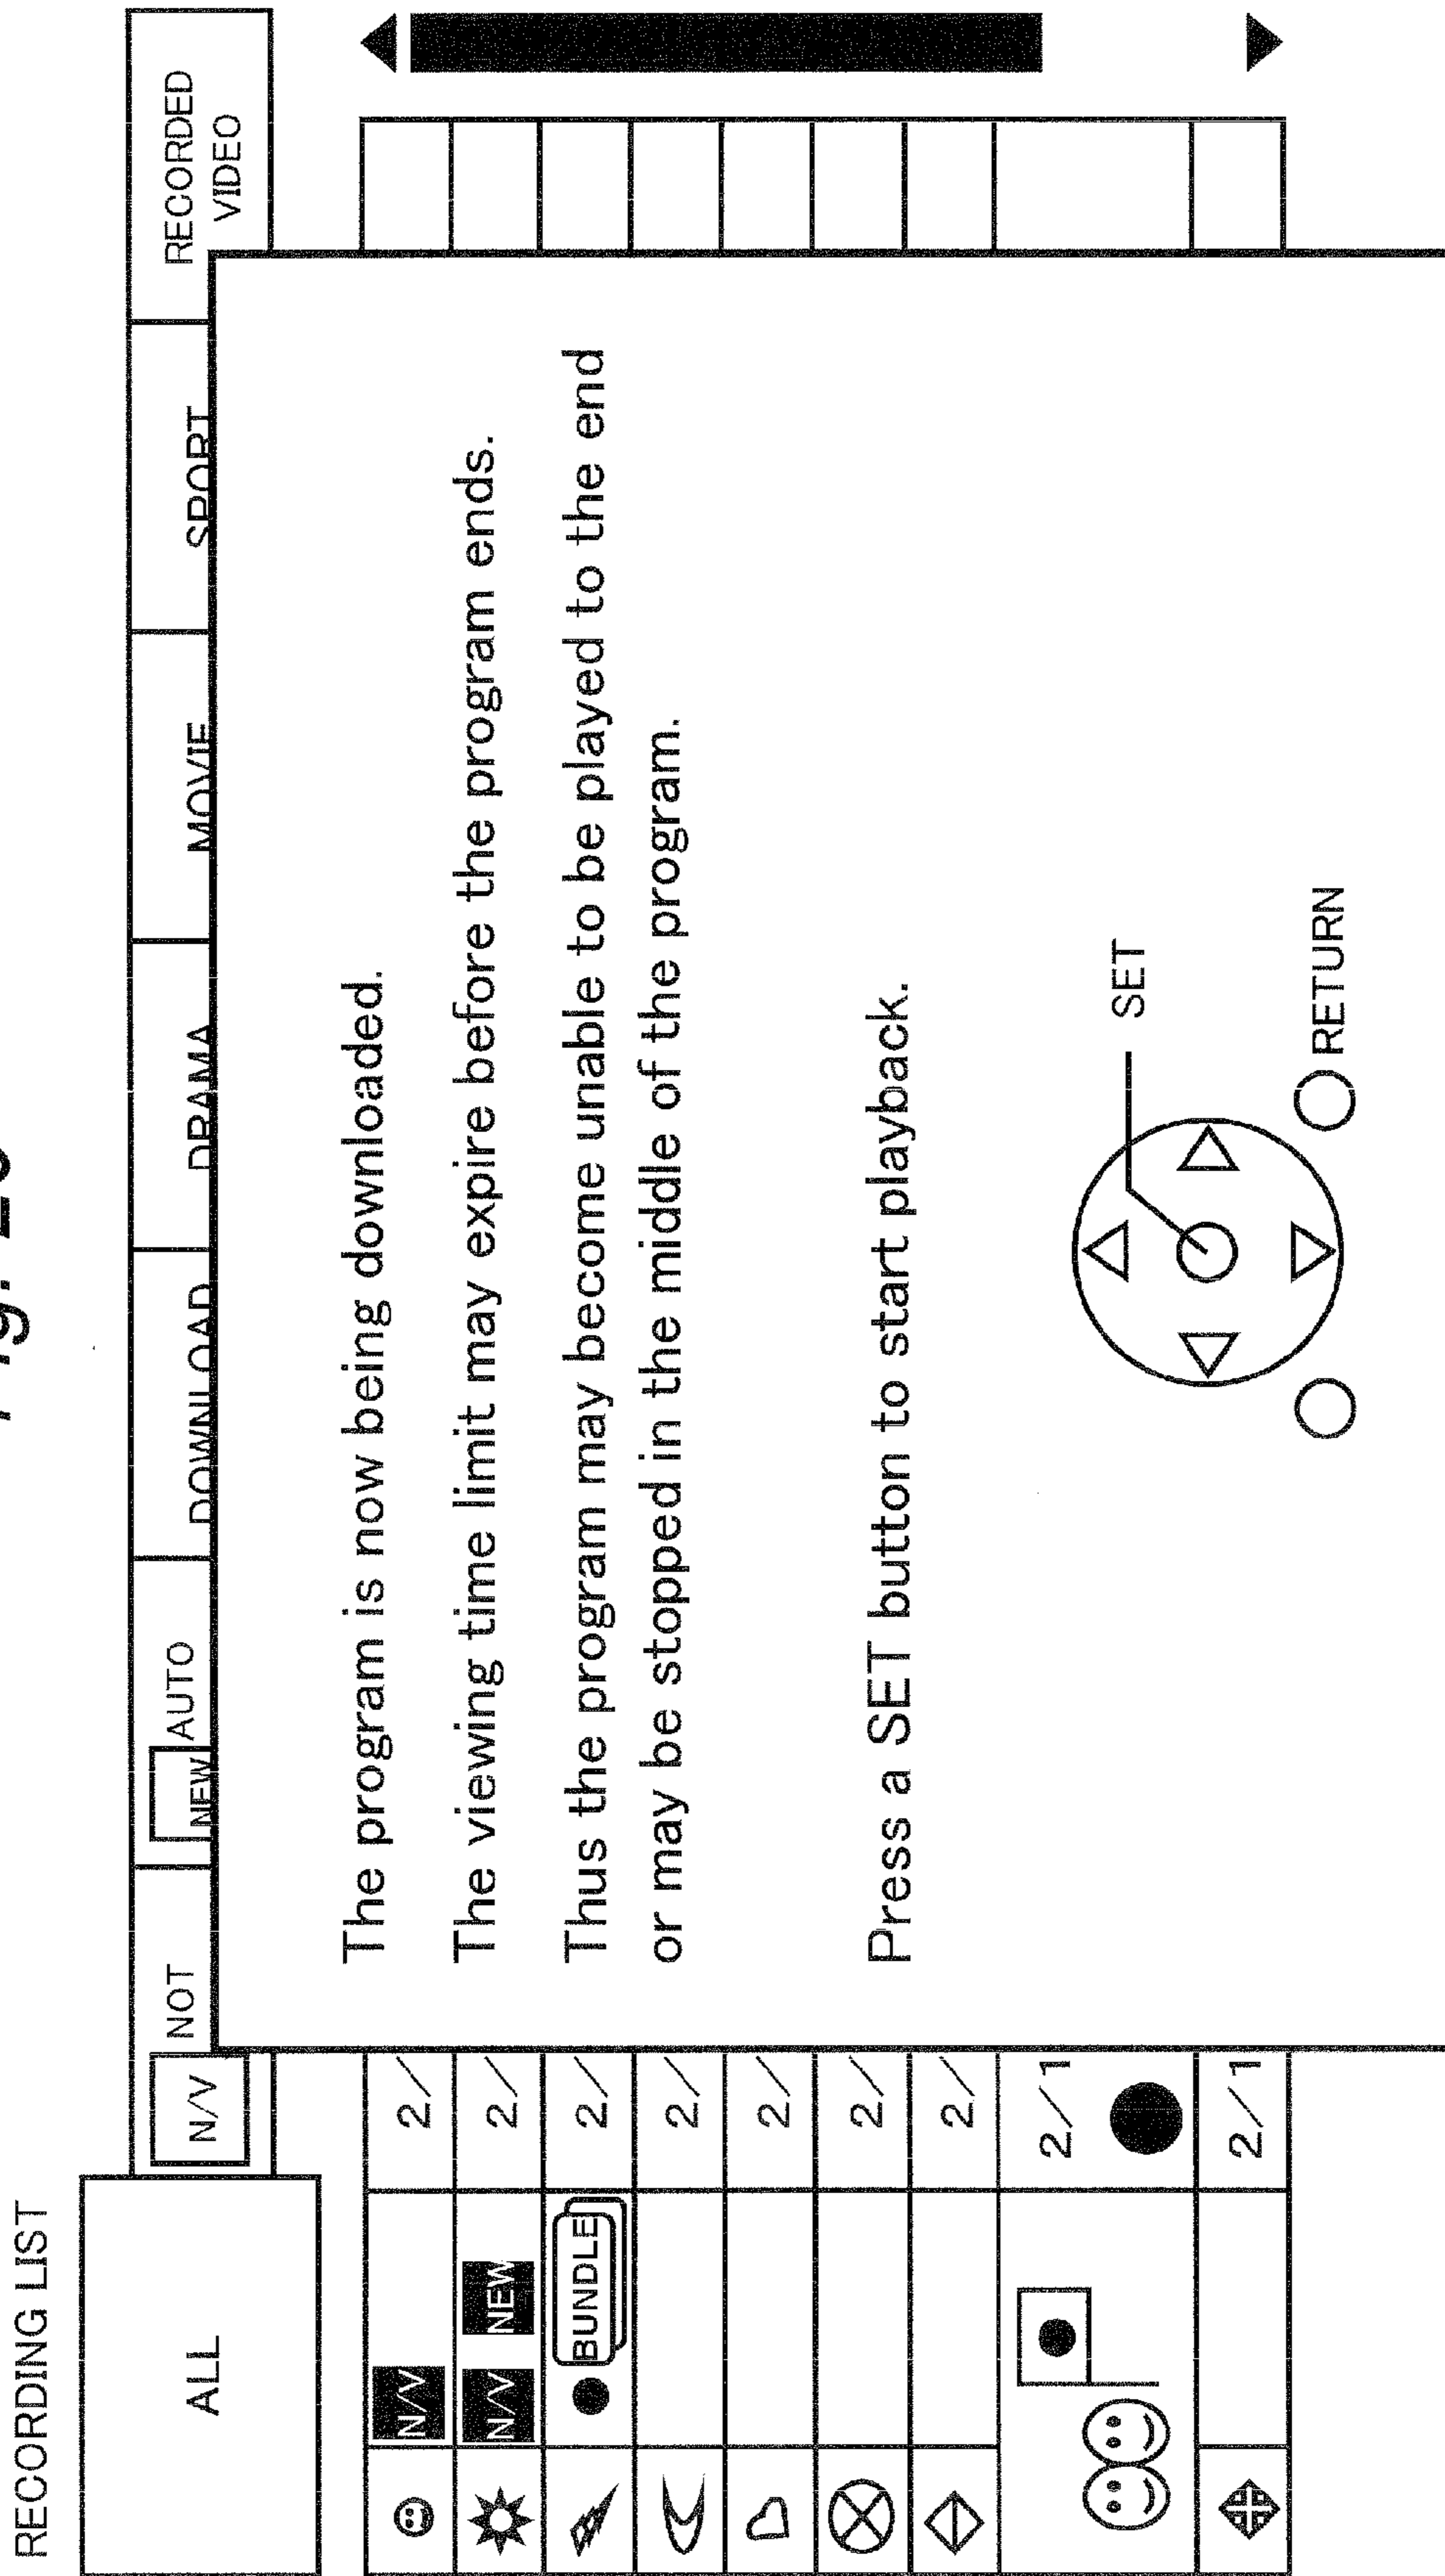 RECORDING LIST
ALL
N/V NOT
NEW AUTO
DOWNLOAD
DRAMA
MOVIE
SPORT
RECORDED
VIDEO
N/V 2/
N/V NEW 2/
BUNDLE 2/
2/
2/
2/
2/
2/1
2/1
The program is now being downloaded.
The viewing time limit may expire before the program ends.
Thus the program may become unable to be played to the end
or may be stopped in the middle of the program.
Press a SET button to start playback.
SET
RETURN